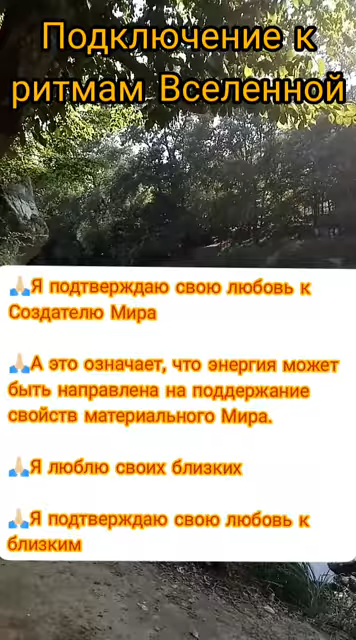 Подключение к
ритмам Вселенной
🙏🏻Я подтверждаю свою любовь к
Создателю Мира
🙏🏻А это означает, что энергия может
быть направлена на поддержание
свойств материального Мира.
🙏🏻Я люблю своих близких
🙏🏻Я подтверждаю свою любовь к
близким